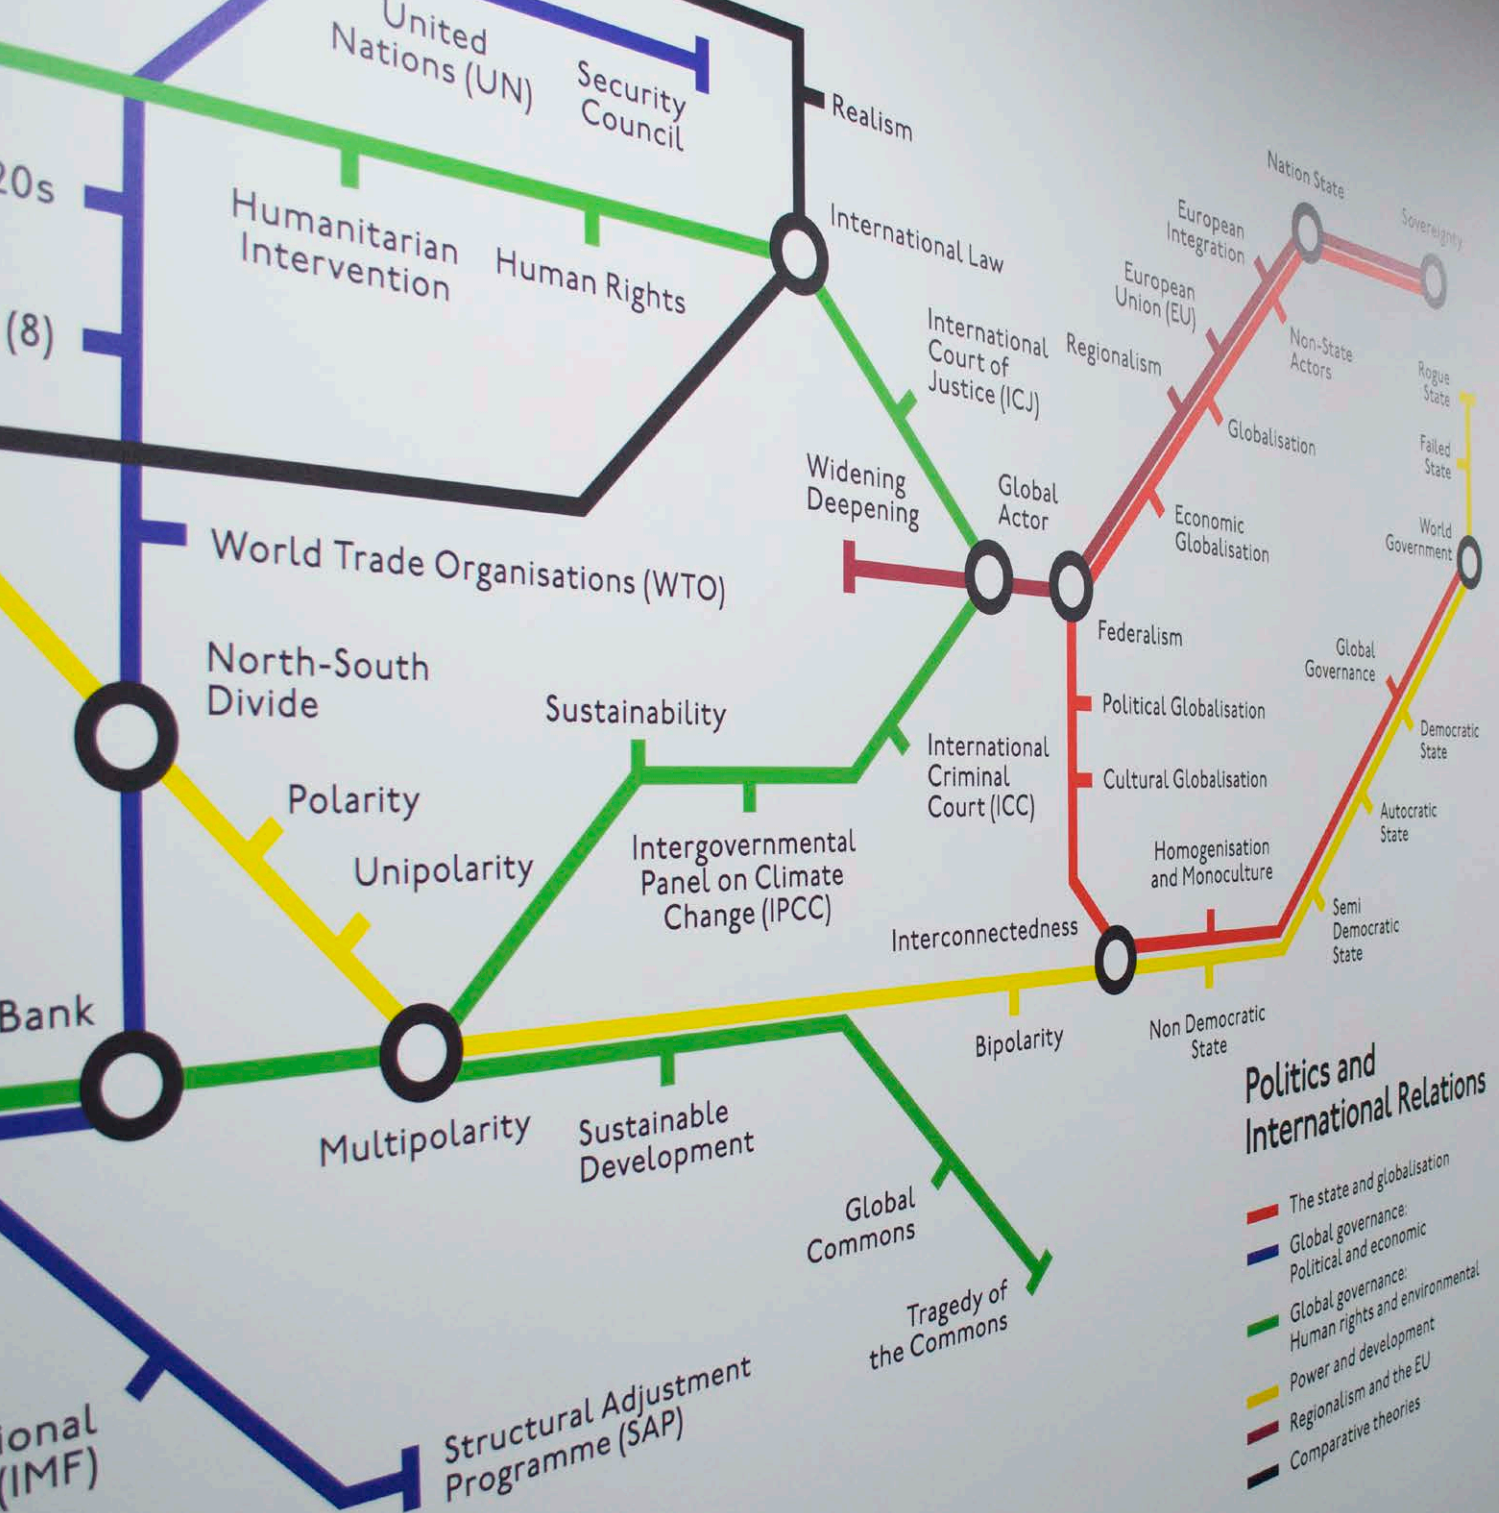 United
Nations (UN)
Security
Council
Realism
20s
Humanitarian
Intervention
Human Rights
International Law
Nation State
Sovereignty
European
Integration
European
Union (EU)
Regionalism
Non-State
Actors
Globalisation
Rogue
State
Failed
State
World
Government
(8)
International
Court of
Justice (ICJ)
Widening
Deepening
Global
Actor
Economic
Globalisation
World Trade Organisations (WTO)
North-South
Divide
Federalism
Political Globalisation
Cultural Globalisation
Global
Governance
Democratic
State
Autocratic
State
Sustainability
International
Criminal
Court (ICC)
Polarity
Unipolarity
Intergovernmental
Panel on Climate
Change (IPCC)
Homogenisation
and Monoculture
Interconnectedness
Semi
Democratic
State
Bank
Bipolarity
Non Democratic
State
Multipolarity
Sustainable
Development
Global
Commons
Tragedy of
the Commons
ional
(IMF)
Structural Adjustment
Programme (SAP)
Politics and
International Relations
The state and globalisation
Global governance:
Political and economic
Global governance:
Human rights and environmental
Power and development
Regionalism and the EU
Comparative theories